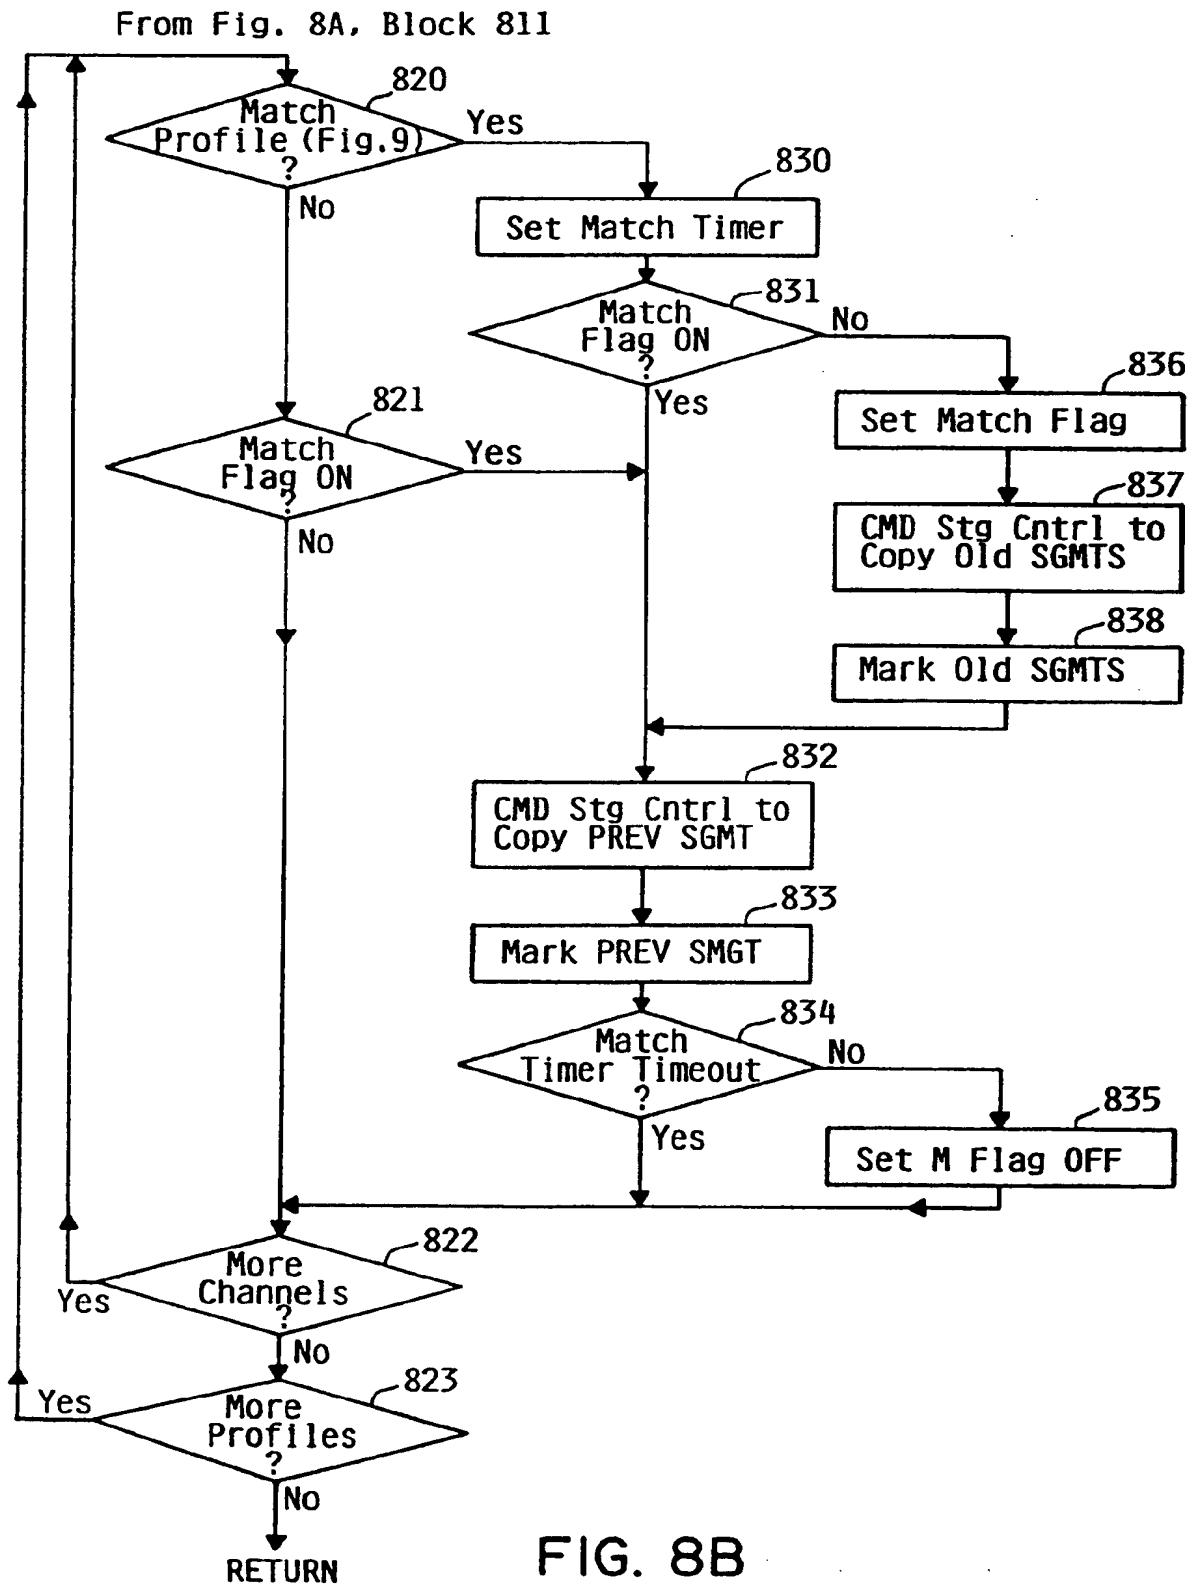 From Fig. 8A, Block 811
820
Match
Profile (Fig.9)
?
Yes
No
830
Set Match Timer
831
Match
Flag ON
?
No
Yes
836
Set Match Flag
821
Match
Flag ON
?
Yes
No
837
CMD Stg Cntrl to
Copy Old SGMTS
838
Mark Old SGMTS
832
CMD Stg Cntrl to
Copy PREV SGMT
833
Mark PREV SMGT
834
Match
Timer Timeout
?
No
Yes
835
Set M Flag OFF
822
More
Channels
?
Yes
No
823
More
Profiles
?
Yes
No
RETURN
FIG. 8B